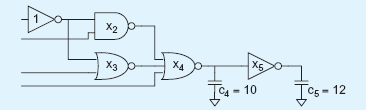 1
x₂
x₃
x₄
x₅
c₄ = 10
c₅ = 12